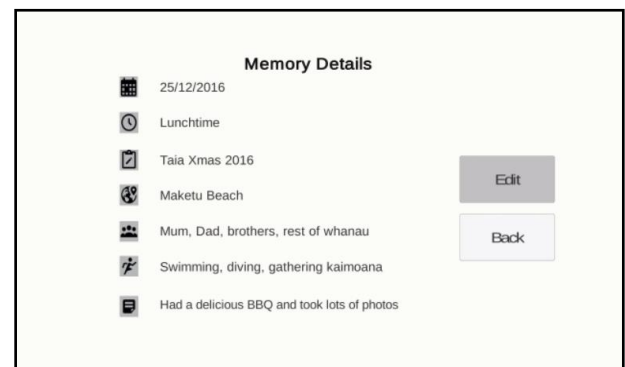 Memory Details
25/12/2016
Lunchtime
Taia Xmas 2016
Maketu Beach
Mum, Dad, brothers, rest of whanau
Swimming, diving, gathering kaimoana
Had a delicious BBQ and took lots of photos
Edit
Back